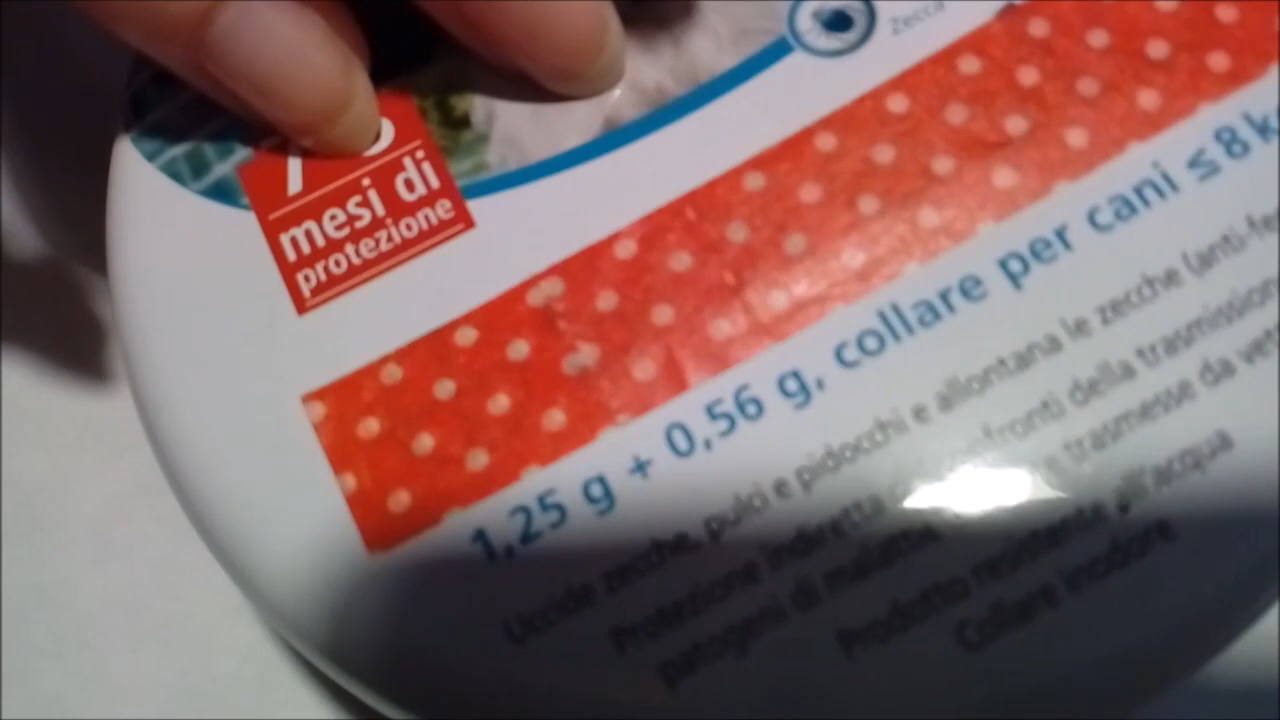 Zecca
mesi di
protezione
1,25 g + 0,56 g, collare per cani ≤ 8 k
Uccide zecche, pulci e pidocchi e allontana le zecche (anti-fe
Protezione indiretta fronti della trasmission
patogeni di malattie trasmesse da vet
Prodotto resistente all'acqua
Collare inodore